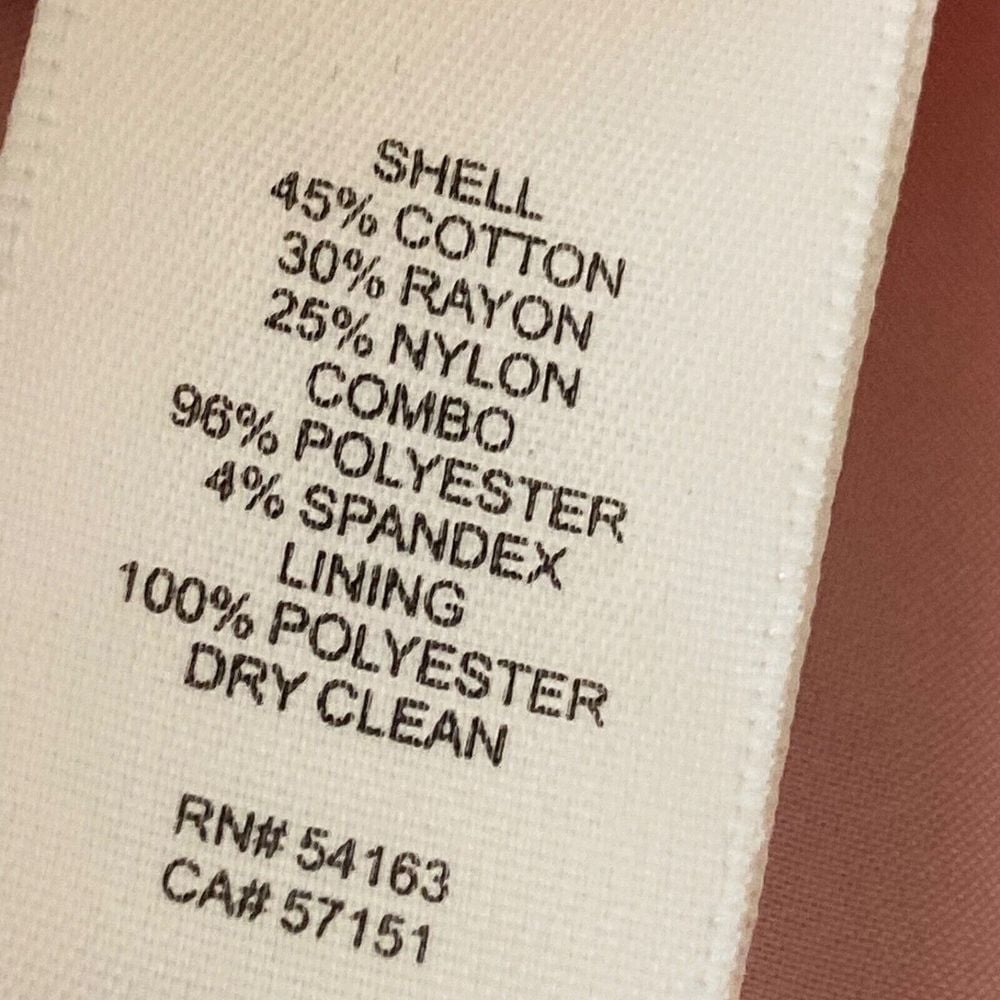 SHELL
45% COTTON
30% RAYON
25% NYLON
COMBO
96% POLYESTER
4% SPANDEX
LINING
100% POLYESTER
DRY CLEAN
RN# 54163
CA# 57151